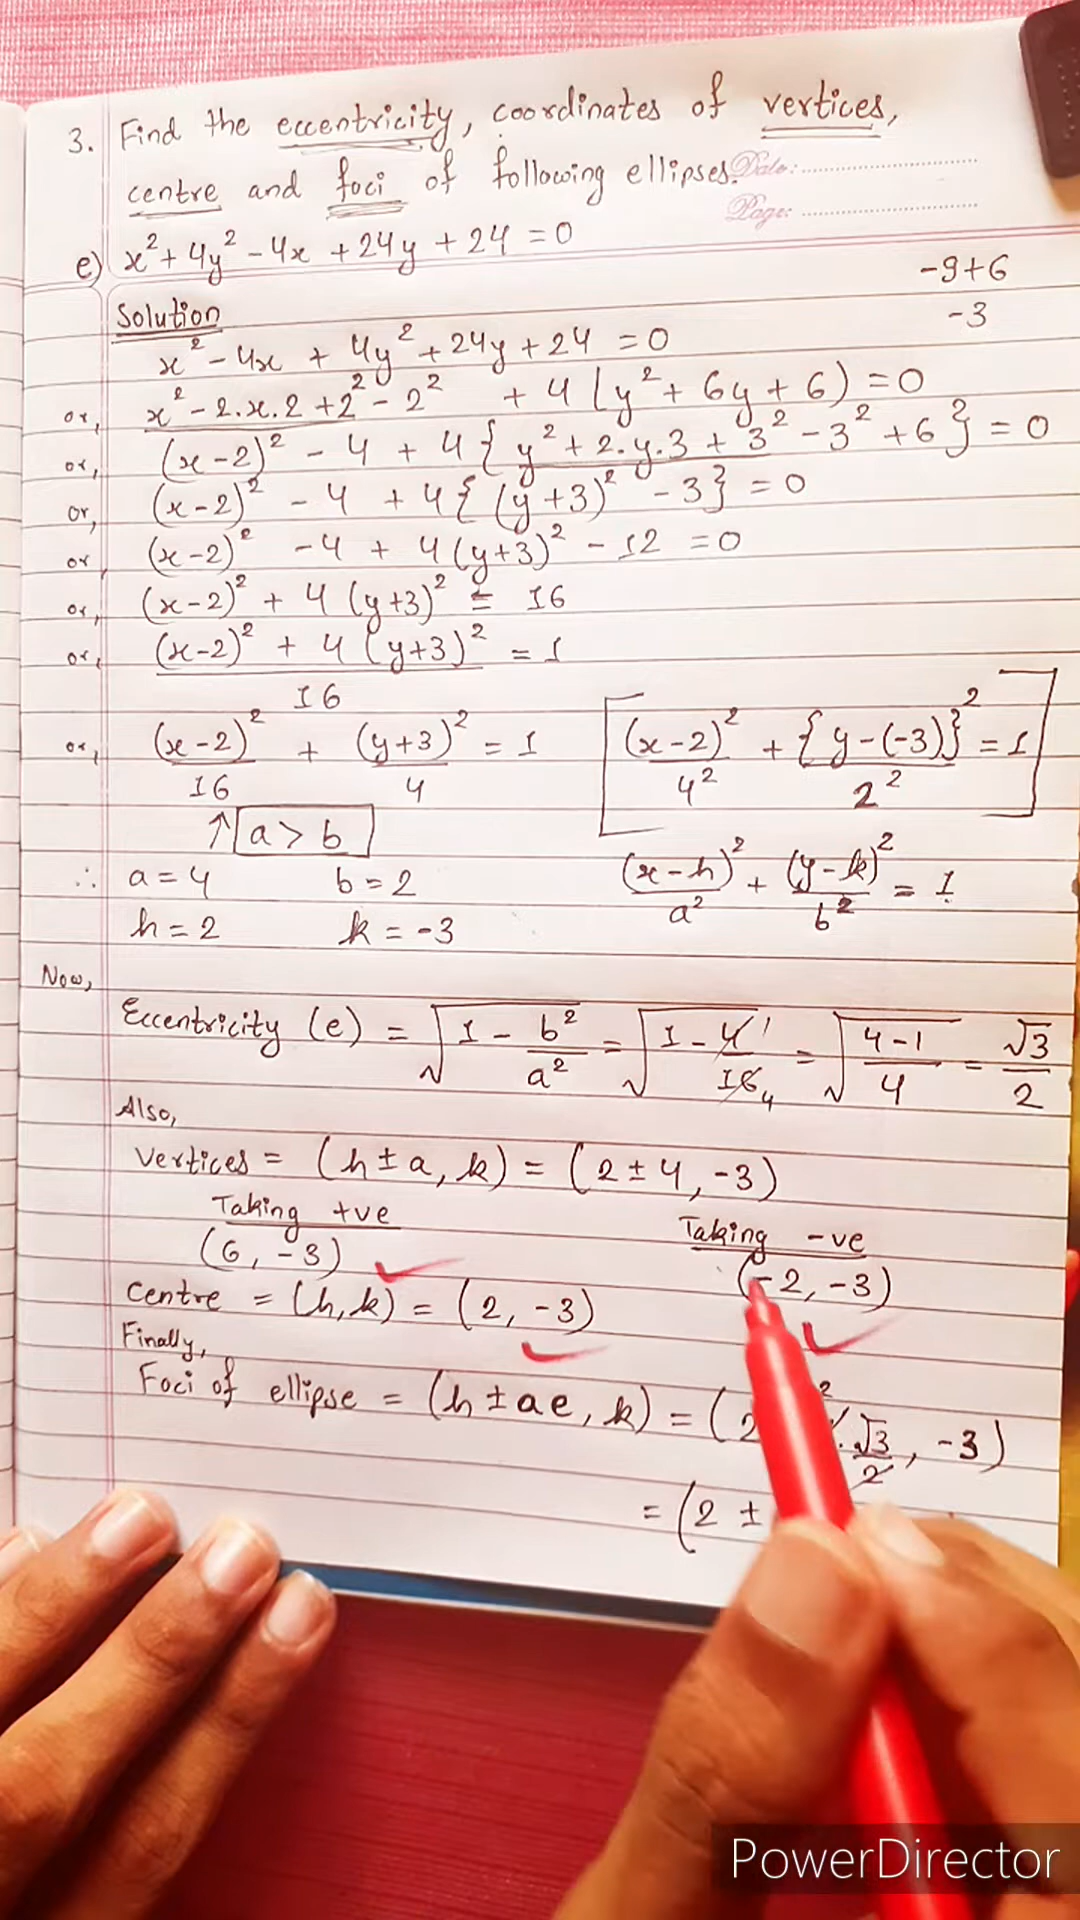 3. Find the eccentricity, coordinates of vertices,
centre and foci of following ellipses.
Date:
Page:
e) x² + 4y² - 4x + 24y + 24 = 0
-9+6
-3
Solution
x² - 4x + 4y² + 24y + 24 = 0
or, x² - 2.x.2 + 2² - 2² + 4(y² + 6y + 6) = 0
or, (x-2)² - 4 + 4{y² + 2.y.3 + 3² - 3² + 6} = 0
or, (x-2)² - 4 + 4{(y+3)² - 3} = 0
or, (x-2)² - 4 + 4(y+3)² - 12 = 0
or, (x-2)² + 4(y+3)² = 16
or, (x-2)² + 4(y+3)² = 1
16
or, (x-2)²/16 + (y+3)²/4 = 1
(x-2)²/4² + {y-(-3)}²/2² = 1
↑ a > b
∴ a = 4 b = 2
(x-h)²/a² + (y-k)²/b² = 1
h = 2 k = -3
Now,
Eccentricity (e) = √(1 - b²/a²) = √(1 - 4/16) = √((4-1)/4) = √3/2
Also,
Vertices = (h ± a, k) = (2 ± 4, -3)
Taking +ve
(6, -3)
Taking -ve
(-2, -3)
Centre = (h, k) = (2, -3)
Finally,
Foci of ellipse = (h ± ae, k) = (2 . √3/2, -3)
= (2 ±
PowerDirector